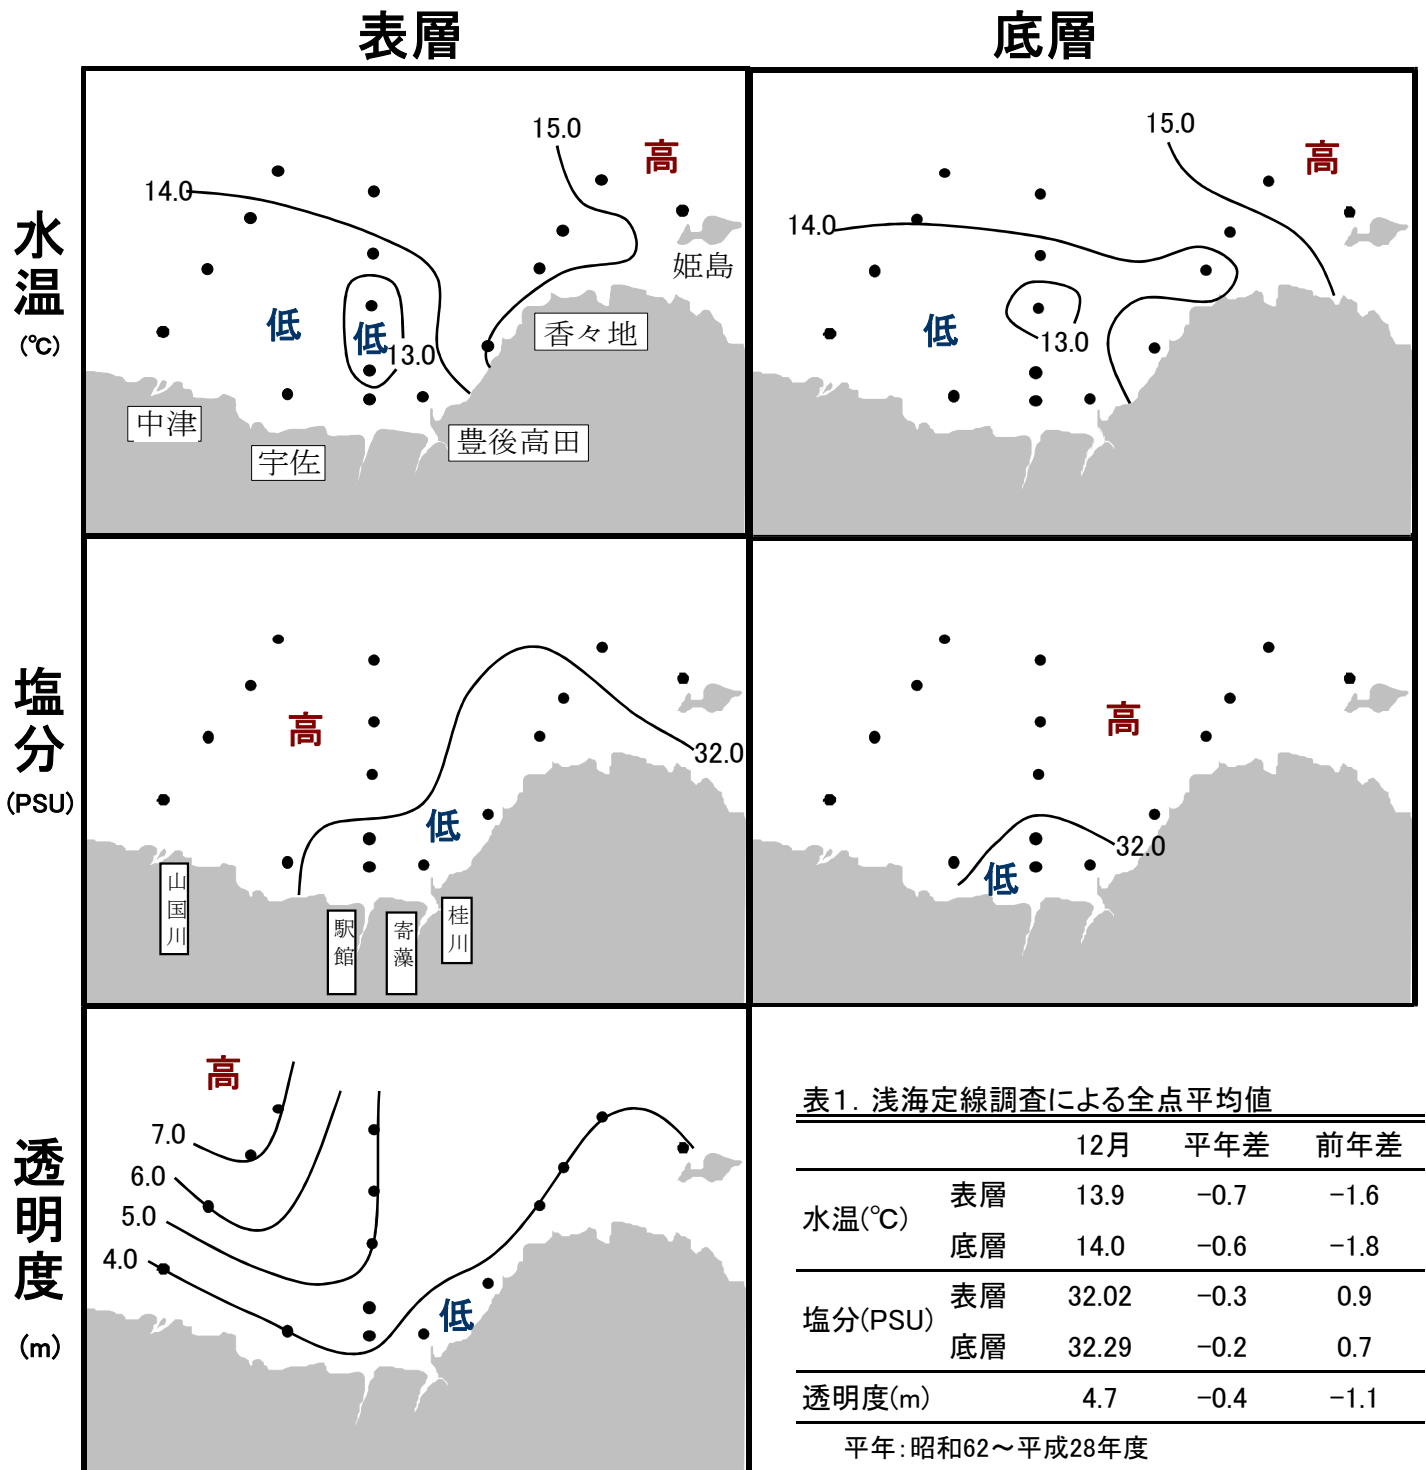 表層
底層
水温
(℃)
15.0
高
14.0
姫島
低
低
13.0
香々地
中津
宇佐
豊後高田
15.0
高
14.0
低
13.0
塩分
(PSU)
高
32.0
低
山国川
駅館
寄藻
桂川
高
32.0
低
透明度
(m)
高
7.0
6.0
5.0
4.0
低
表1. 浅海定線調査による全点平均値
12月 平年差 前年差
水温(℃) 表層 13.9 -0.7 -1.6
底層 14.0 -0.6 -1.8
塩分(PSU) 表層 32.02 -0.3 0.9
底層 32.29 -0.2 0.7
透明度(m) 4.7 -0.4 -1.1
平年:昭和62～平成28年度